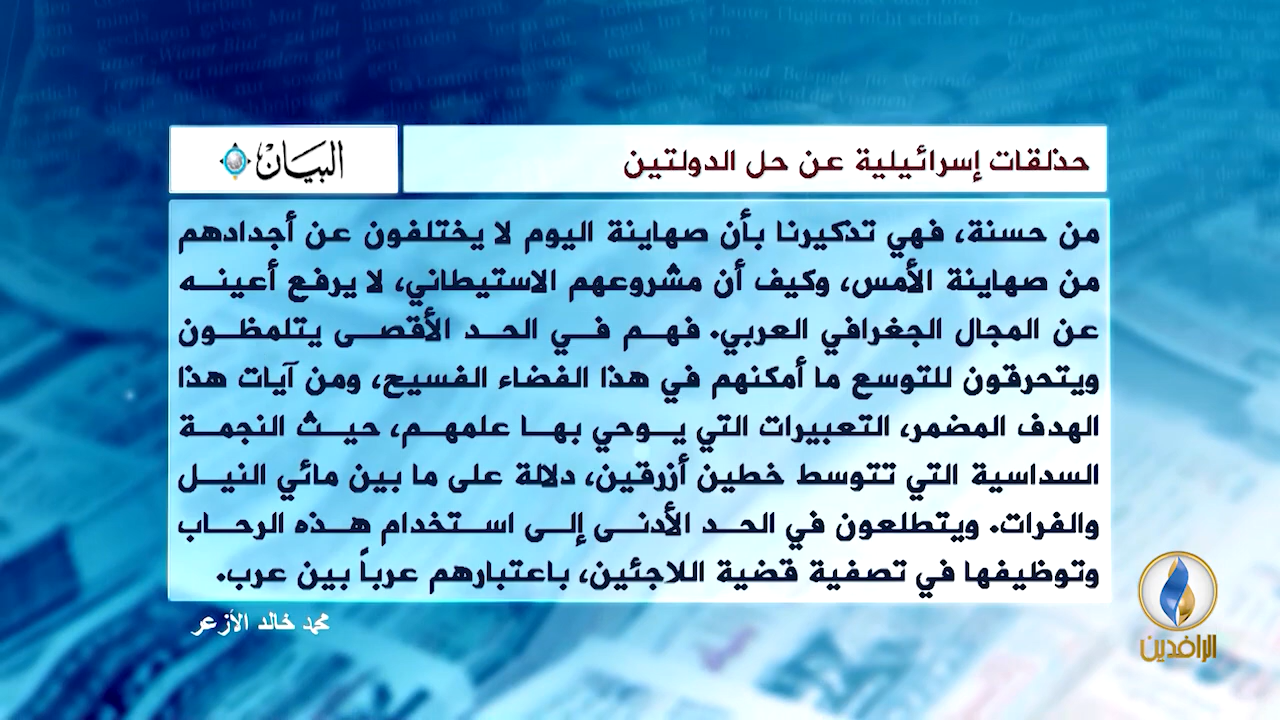 حذلقات إسرائيلية عن حل الدولتين
البيان
من حسنة، فهي تذكيرنا بأن صهاينة اليوم لا يختلفون عن أجدادهم
من صهاينة الأمس، وكيف أن مشروعهم الاستيطاني، لا يرفع أعينه
عن المجال الجغرافي العربي. فهم في الحد الأقصى يتلمظون
ويتحرقون للتوسع ما أمكنهم في هذا الفضاء الفسيح، ومن آيات هذا
الهدف المضمر، التعبيرات التي يوحي بها علمهم، حيث النجمة
السداسية التي تتوسط خطين أزرقين، دلالة على ما بين مائي النيل
والفرات. ويتطلعون في الحد الأدنى إلى استخدام هذه الرحاب
وتوظيفها في تصفية قضية اللاجئين، باعتبارهم عرباً بين عرب.
محمد خالد الأزعر
الرافدين